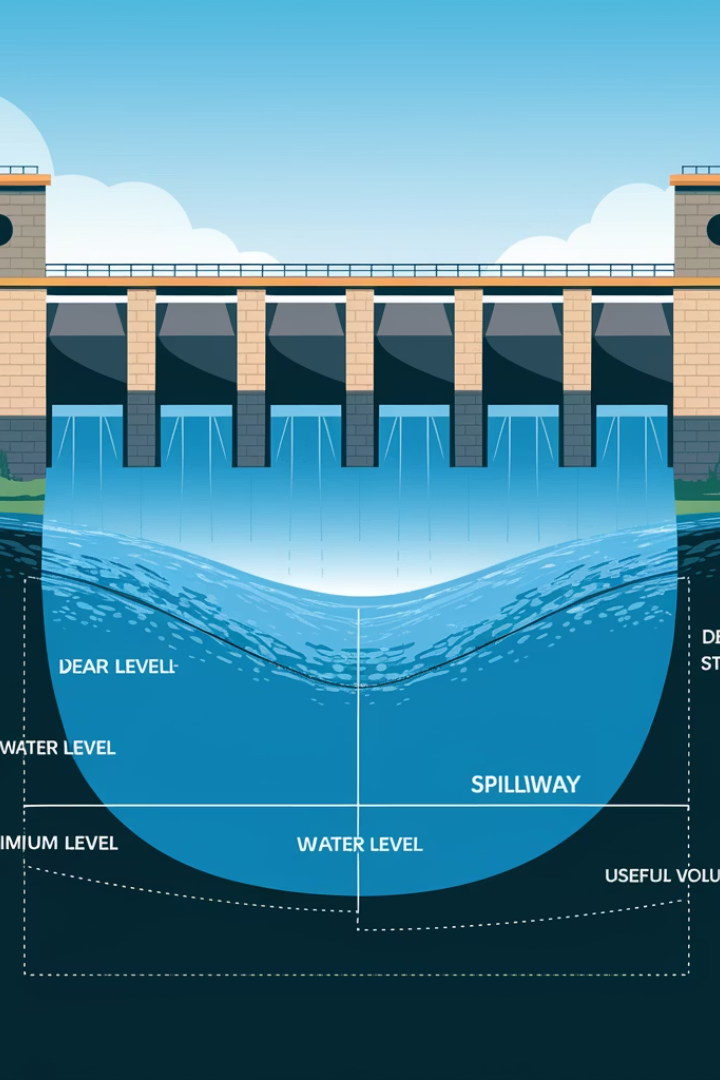 DE
ST
DEAR LEVELL
WATER LEVEL
SPILLWAY
IMIUM LEVEL
WATER LEVEL
USEFUL VOLU